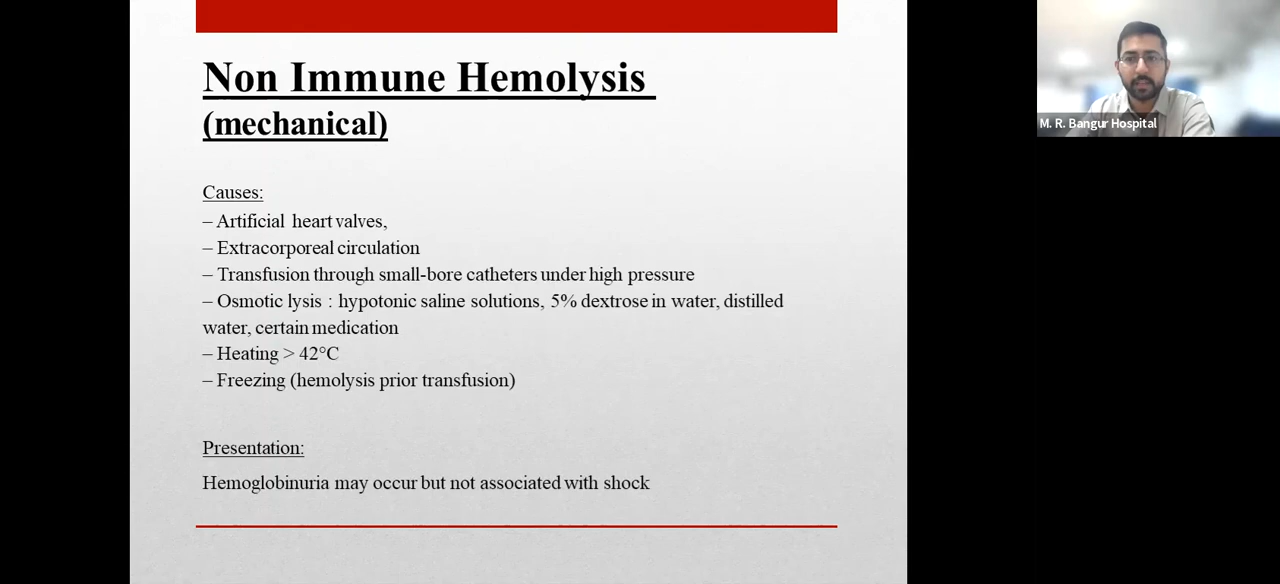 Non Immune Hemolysis
(mechanical)
Causes:
– Artificial heart valves,
– Extracorporeal circulation
– Transfusion through small-bore catheters under high pressure
– Osmotic lysis : hypotonic saline solutions, 5% dextrose in water, distilled
water, certain medication
– Heating > 42°C
– Freezing (hemolysis prior transfusion)
Presentation:
Hemoglobinuria may occur but not associated with shock
M. R. Bangur Hospital